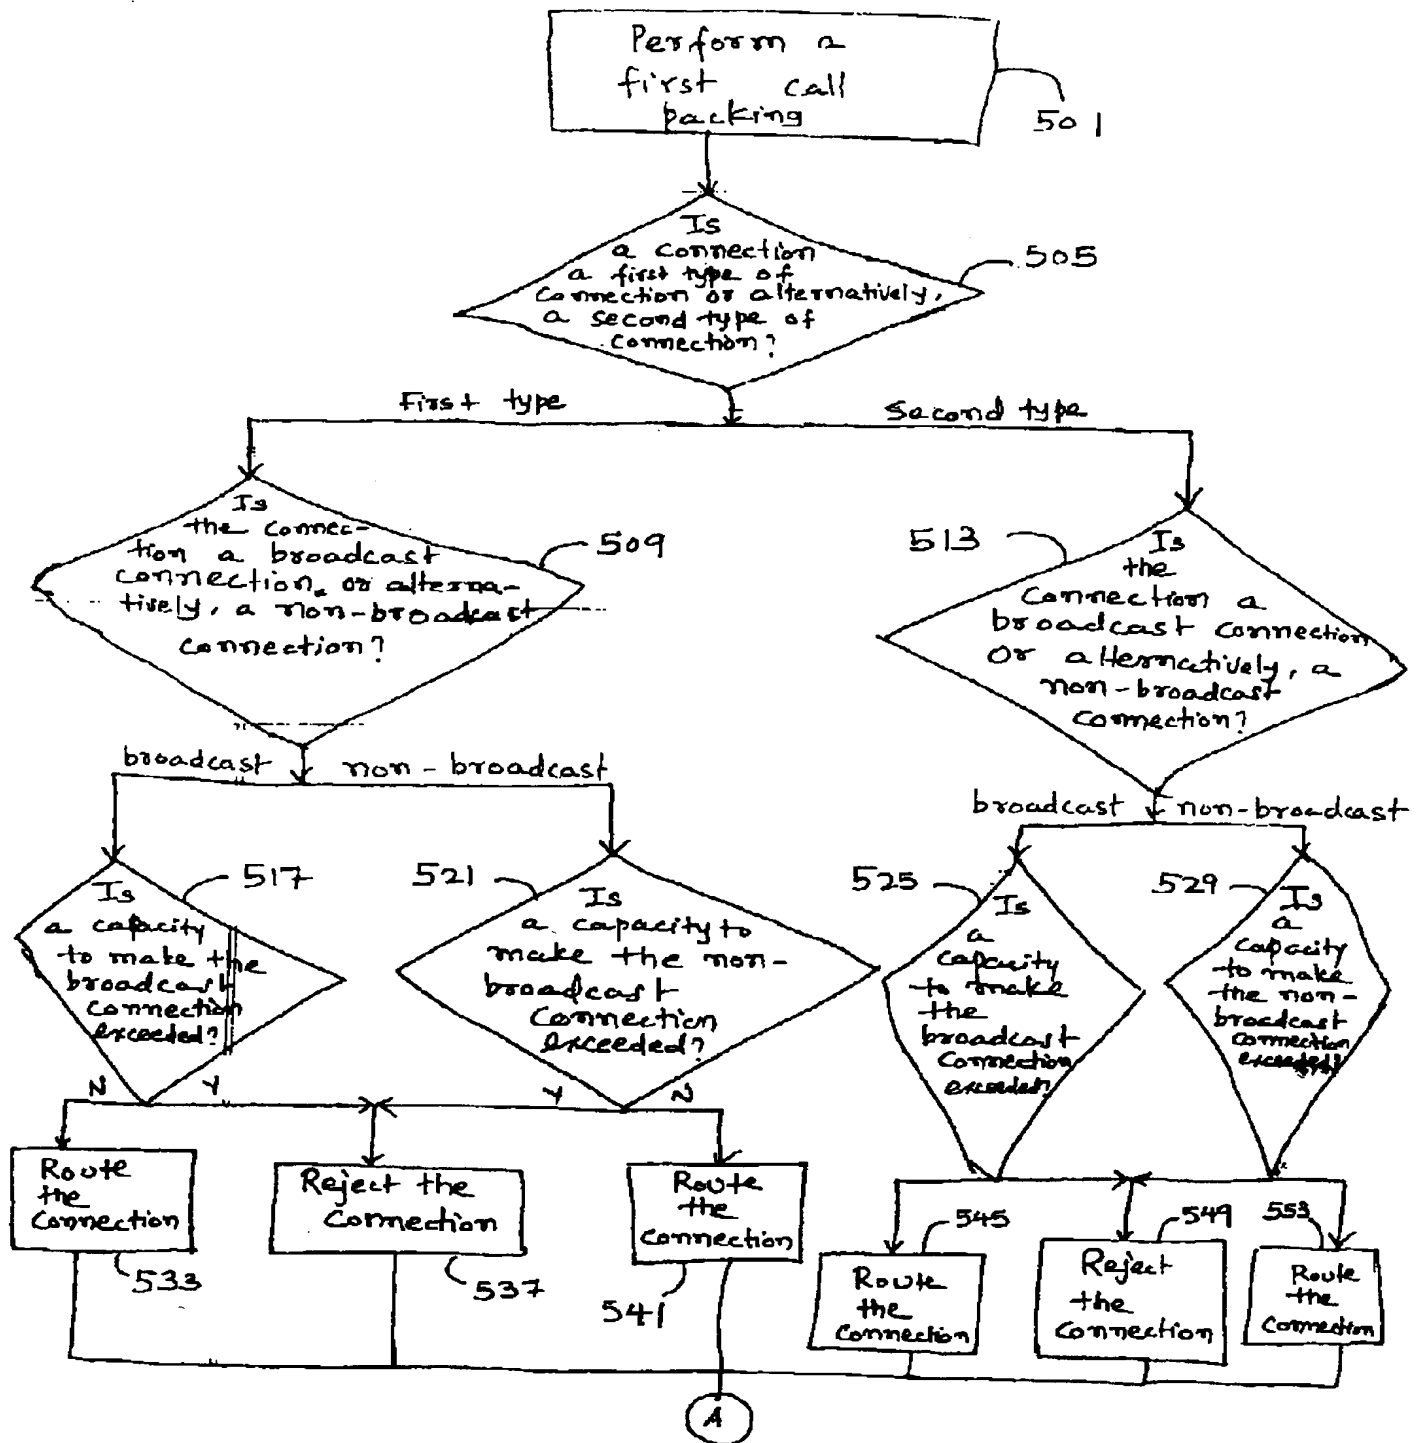 Perform a
first call
packing
501
Is
a connection
a first type of
connection or alternatively,
a second type of
connection?
505
First type
second type
Is
the connec-
tion a broadcast
connection, or alterna-
tively, a non-broadcast
connection?
509
513
Is
the
connection a
broadcast connection
or alternatively, a
non-broadcast
connection?
broadcast
non-broadcast
broadcast
non-broadcast
Is
a capacity
to make the
broadcast
connection
exceeded?
517
521
Is
a capacity to
make the non-
broadcast
connection
exceeded?
525
Is
a
capacity
to make
the
broadcast
connection
exceeded?
529
Is
a
capacity
to make
the non-
broadcast
connection
exceeded?
N
Y
Y
N
Route
the
connection
533
Reject the
connection
537
Route
the
connection
541
545
Route
the
connection
549
Reject
the
connection
553
Route
the
connection
A